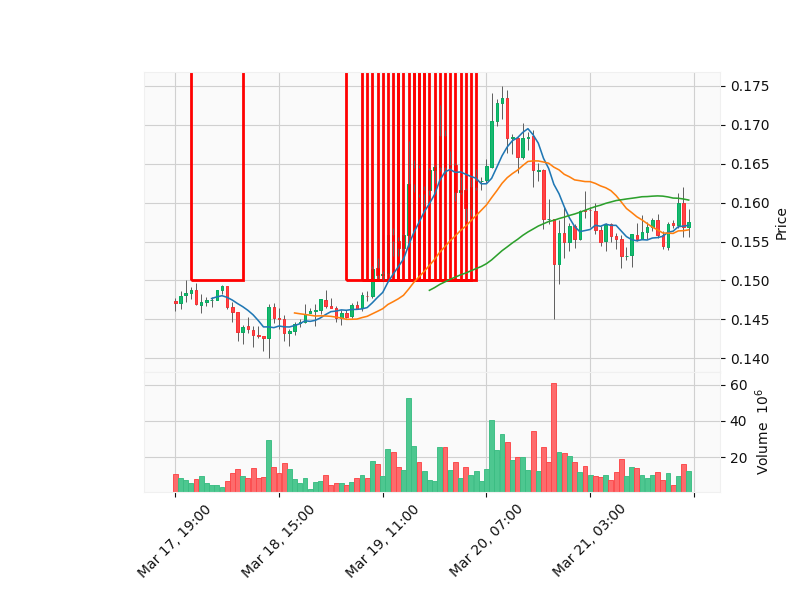 0.175
0.170
0.165
0.160
0.155
0.150
0.145
0.140
Price
60
40
20
Volume 10⁶
Mar 17, 19:00
Mar 18, 15:00
Mar 19, 11:00
Mar 20, 07:00
Mar 21, 03:00